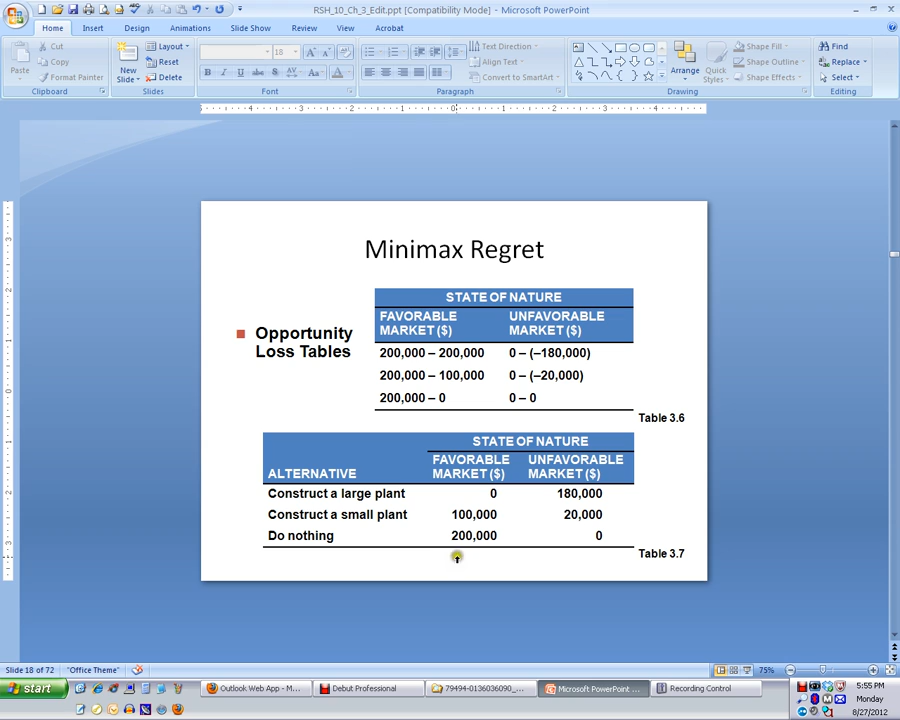 RSH_10_Ch_3_Edit.ppt [Compatibility Mode] - Microsoft PowerPoint
Home Insert Design Animations Slide Show Review View Acrobat
Paste
Cut
Copy
Format Painter
Clipboard
New Slide
Layout
Reset
Delete
Slides
18
B I U abc S AV Aa A
Font
Text Direction
Align Text
Convert to SmartArt
Paragraph
Arrange
Quick Styles
Shape Fill
Shape Outline
Shape Effects
Drawing
Find
Replace
Select
Editing
Minimax Regret
Opportunity
Loss Tables
STATE OF NATURE
FAVORABLE MARKET ($) UNFAVORABLE MARKET ($)
200,000 – 200,000 0 – (–180,000)
200,000 – 100,000 0 – (–20,000)
200,000 – 0 0 – 0
Table 3.6
STATE OF NATURE
ALTERNATIVE FAVORABLE MARKET ($) UNFAVORABLE MARKET ($)
Construct a large plant 0 180,000
Construct a small plant 100,000 20,000
Do nothing 200,000 0
Table 3.7
Slide 18 of 72 "Office Theme" 75%
start Outlook Web App - M... Debut Professional 79494-0136036090_... Microsoft PowerPoint ... Recording Control
5:55 PM
Monday
8/27/2012